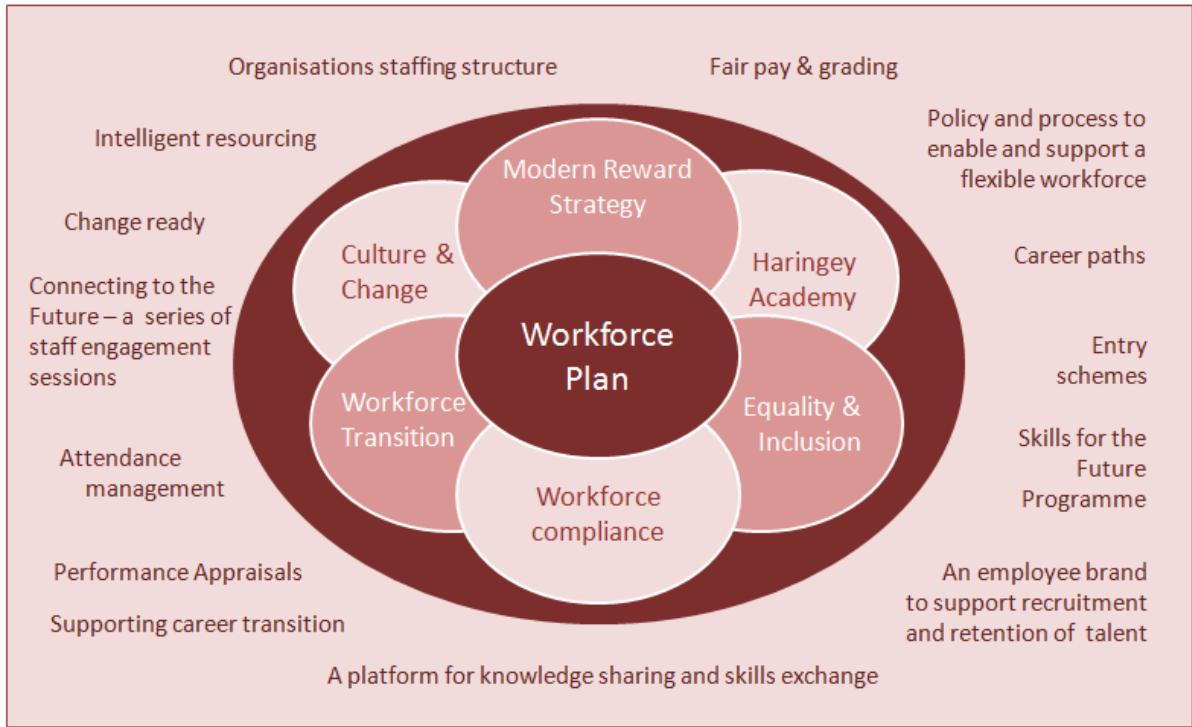 Organisations staffing structure
Fair pay & grading
Intelligent resourcing
Policy and process to
enable and support a
flexible workforce
Change ready
Career paths
Connecting to the
Future – a series of
staff engagement
sessions
Entry
schemes
Attendance
management
Skills for the
Future
Programme
Performance Appraisals
An employee brand
to support recruitment
and retention of talent
Supporting career transition
A platform for knowledge sharing and skills exchange
Modern Reward
Strategy
Culture &
Change
Haringey
Academy
Workforce
Plan
Workforce
Transition
Equality &
Inclusion
Workforce
compliance